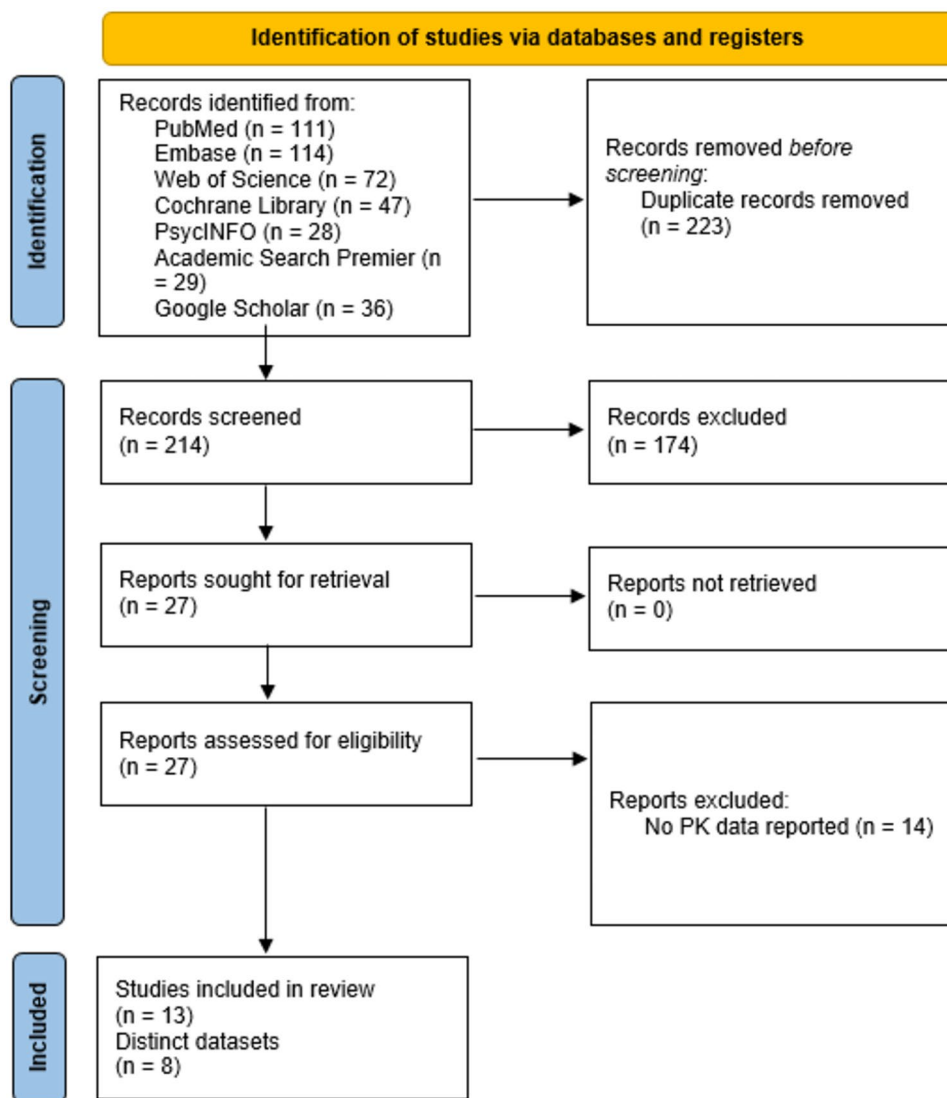 Identification of studies via databases and registers
Identification
Records identified from:
PubMed (n = 111)
Embase (n = 114)
Web of Science (n = 72)
Cochrane Library (n = 47)
PsycINFO (n = 28)
Academic Search Premier (n
= 29)
Google Scholar (n = 36)
Records removed before
screening:
Duplicate records removed
(n = 223)
Screening
Records screened
(n = 214)
Records excluded
(n = 174)
Reports sought for retrieval
(n = 27)
Reports not retrieved
(n = 0)
Reports assessed for eligibility
(n = 27)
Reports excluded:
No PK data reported (n = 14)
Included
Studies included in review
(n = 13)
Distinct datasets
(n = 8)